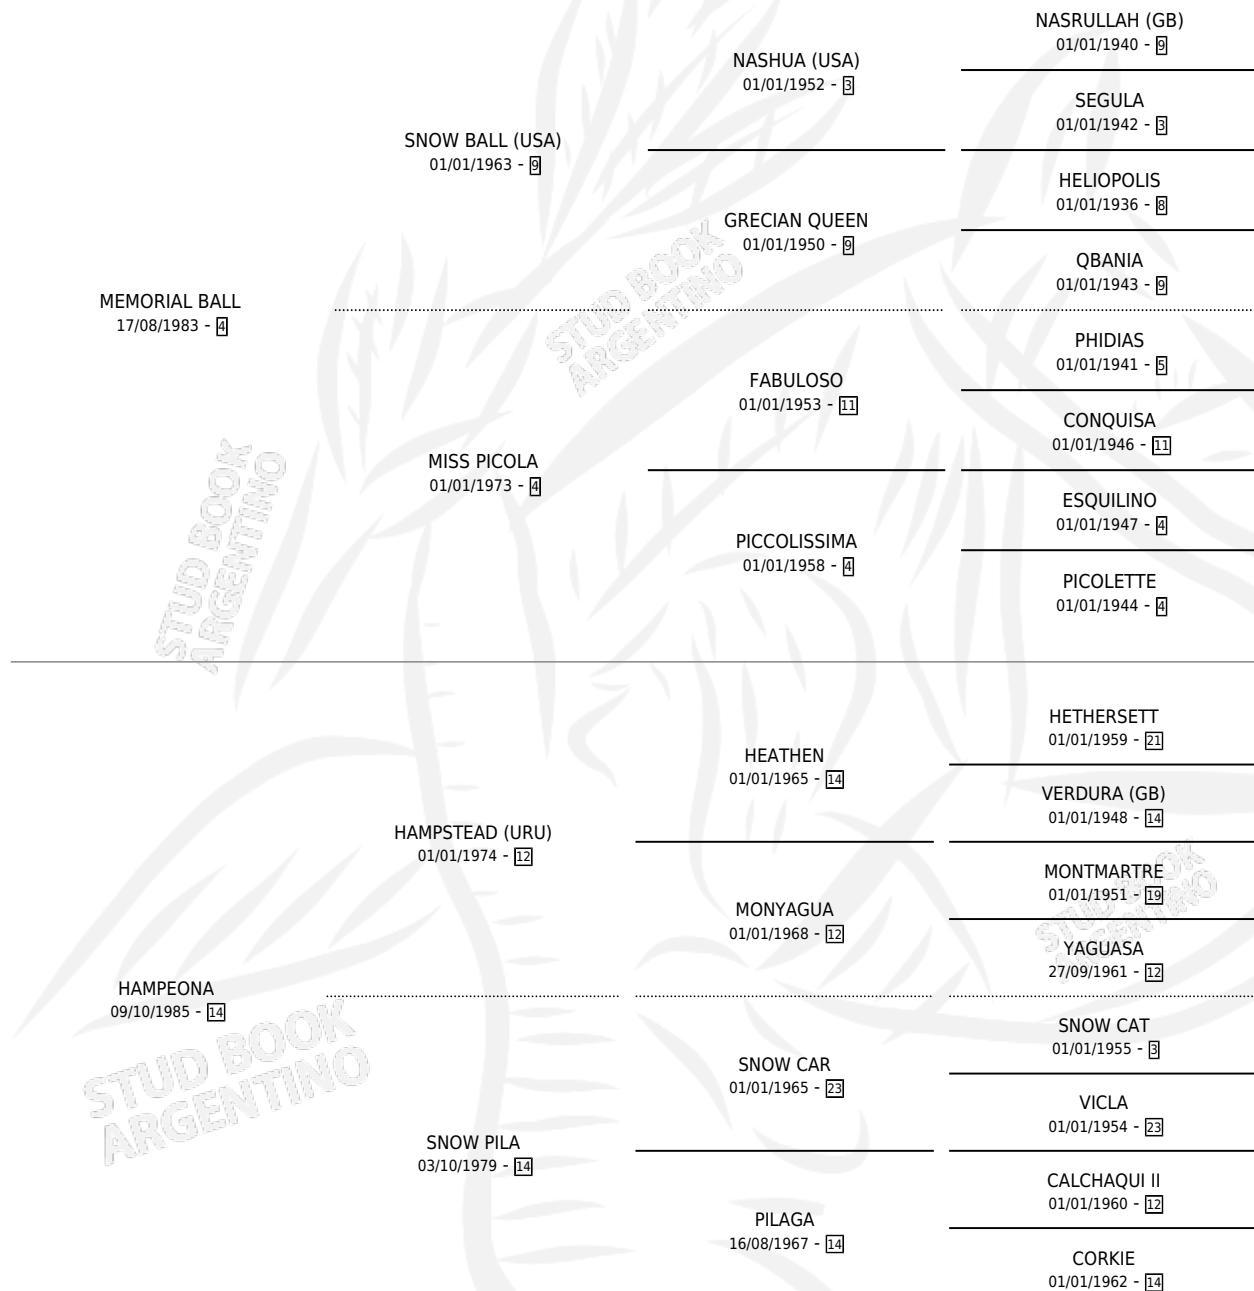 NASRULLAH (GB)
01/01/1940 - 9
NASHUA (USA)
01/01/1952 - 3
SEGULA
01/01/1942 - 3
SNOW BALL (USA)
01/01/1963 - 9
HELIOPOLIS
01/01/1936 - 8
GRECIAN QUEEN
01/01/1950 - 9
QBANIA
01/01/1943 - 9
MEMORIAL BALL
17/08/1983 - 4
PHIDIAS
01/01/1941 - 5
FABULOSO
01/01/1953 - 11
CONQUISA
01/01/1946 - 11
MISS PICOLA
01/01/1973 - 4
ESQUILINO
01/01/1947 - 4
PICCOLISSIMA
01/01/1958 - 4
PICOLETTE
01/01/1944 - 4
HETHERSETT
01/01/1959 - 21
HEATHEN
01/01/1965 - 14
VERDURA (GB)
01/01/1948 - 14
HAMPSTEAD (URU)
01/01/1974 - 12
MONTMARTRE
01/01/1951 - 19
MONYAGUA
01/01/1968 - 12
YAGUASA
27/09/1961 - 12
HAMPEONA
09/10/1985 - 14
SNOW CAT
01/01/1955 - 3
SNOW CAR
01/01/1965 - 23
VICLA
01/01/1954 - 23
SNOW PILA
03/10/1979 - 14
CALCHAQUI II
01/01/1960 - 12
PILAGA
16/08/1967 - 14
CORKIE
01/01/1962 - 14
STUD BOOK
ARGENTINO
STUD BOOK
ARGENTINO
STUD BOOK
ARGENTINO
STUD BOOK
ARGENTINO